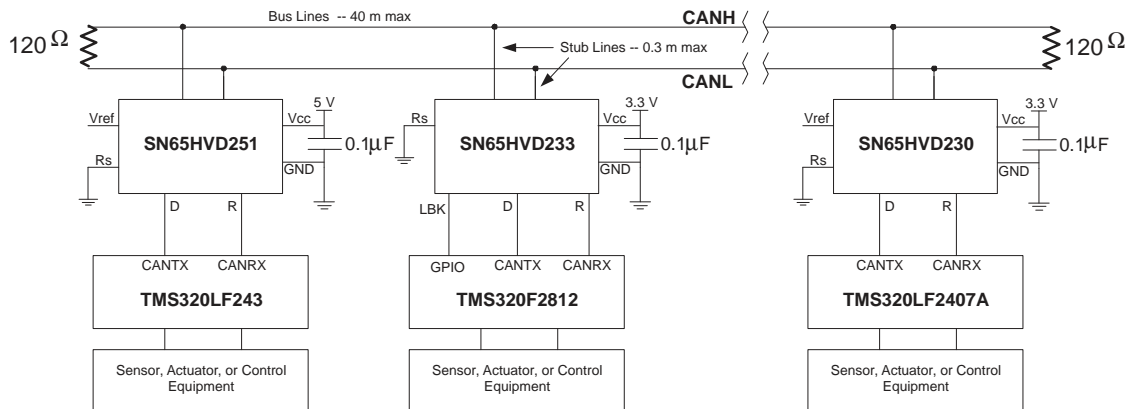 Bus Lines -- 40 m max
CANH
120 Ω
Stub Lines -- 0.3 m max
120 Ω
CANL
5 V
Vref
Vcc
SN65HVD251
0.1µF
Rs
GND
D
R
3.3 V
Rs
Vcc
SN65HVD233
0.1µF
GND
LBK
D
R
3.3 V
Vref
Vcc
SN65HVD230
0.1µF
Rs
GND
D
R
CANTX
CANRX
TMS320LF243
GPIO
CANTX
CANRX
TMS320F2812
CANTX
CANRX
TMS320LF2407A
Sensor, Actuator, or Control
Equipment
Sensor, Actuator, or Control
Equipment
Sensor, Actuator, or Control
Equipment